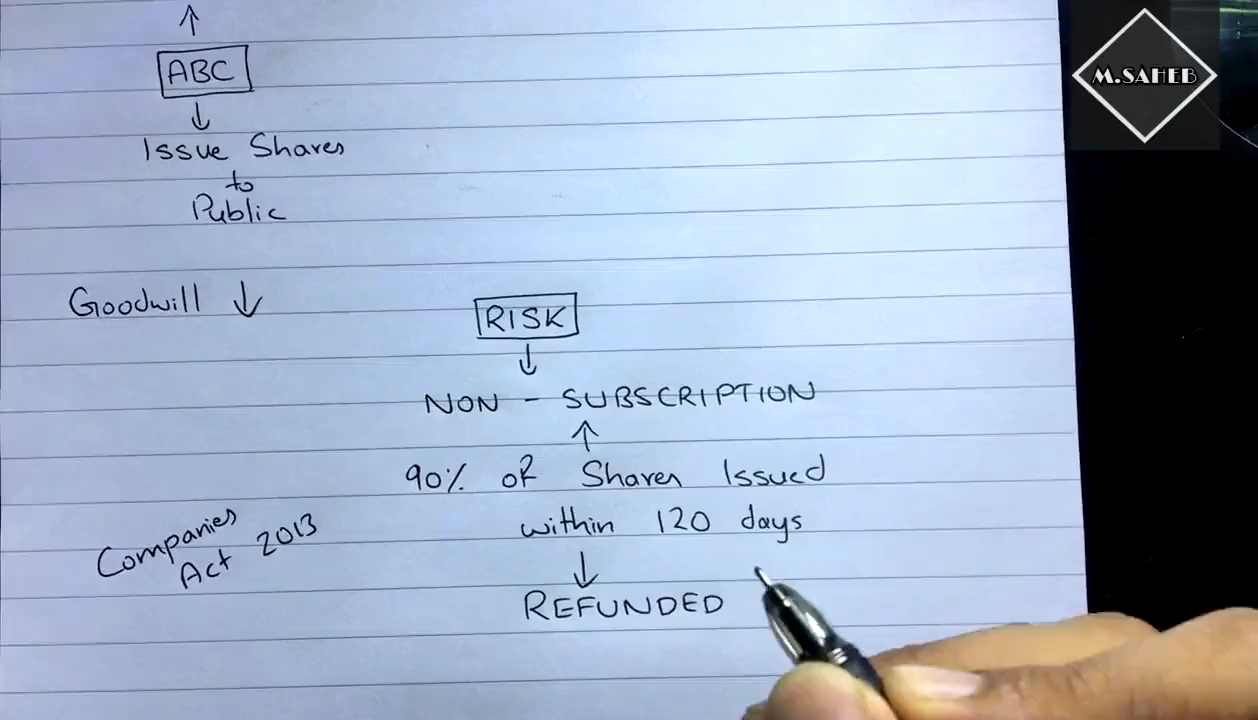 M.SAHEB
ABC
Issue Shares
to
Public
Goodwill
RISK
NON - SUBSCRIPTION
90% of Shares Issued
within 120 days
Companies
Act 2013
REFUNDED